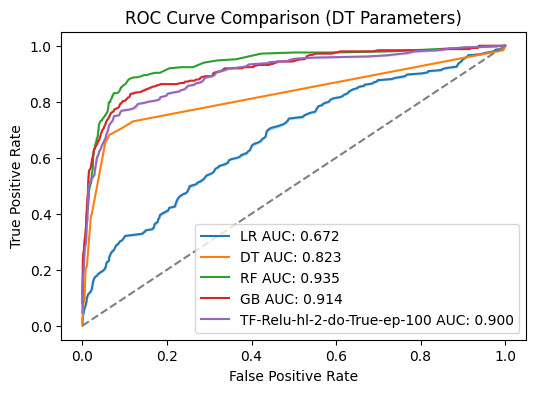 ROC Curve Comparison (DT Parameters)
True Positive Rate
1.0
0.8
0.6
0.4
0.2
0.0
LR AUC: 0.672
DT AUC: 0.823
RF AUC: 0.935
GB AUC: 0.914
TF-Relu-hl-2-do-True-ep-100 AUC: 0.900
0.0 0.2 0.4 0.6 0.8 1.0
False Positive Rate